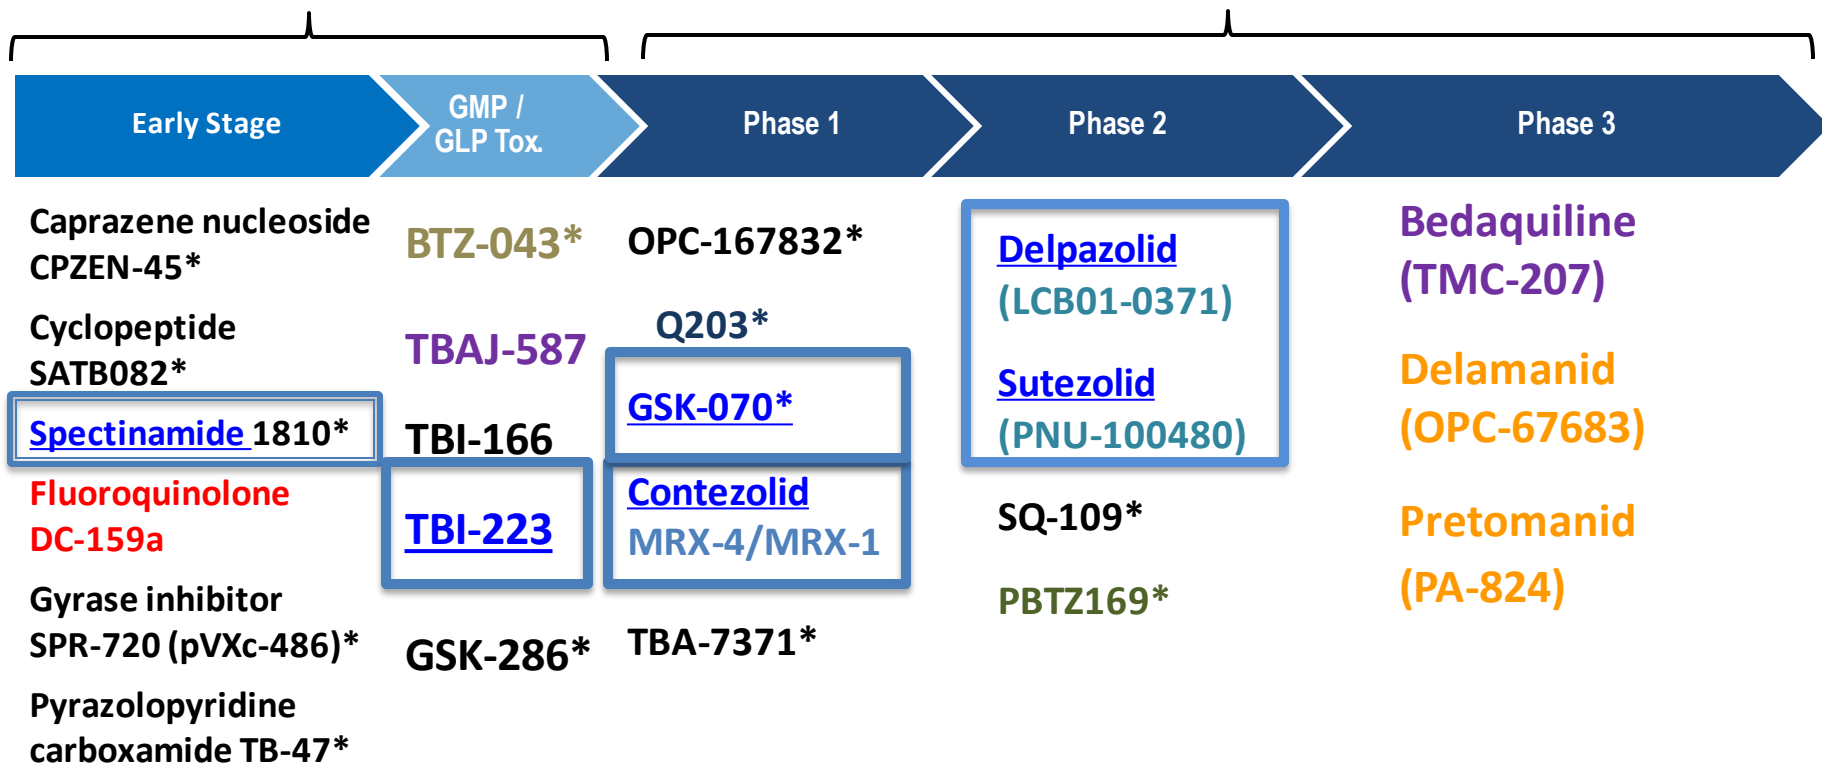 Early Stage
GMP /
GLP Tox.
Phase 1
Phase 2
Phase 3
Caprazene nucleoside
CPZEN-45*
Cyclopeptide
SATB082*
Spectinamide 1810*
Fluoroquinolone
DC-159a
Gyrase inhibitor
SPR-720 (pVXc-486)*
Pyrazolopyridine
carboxamide TB-47*
BTZ-043*
TBAJ-587
TBI-166
TBI-223
GSK-286*
OPC-167832*
Q203*
GSK-070*
Contezolid
MRX-4/MRX-1
TBA-7371*
Delpazolid
(LCB01-0371)
Sutezolid
(PNU-100480)
SQ-109*
PBTZ169*
Bedaquiline
(TMC-207)
Delamanid
(OPC-67683)
Pretomanid
(PA-824)